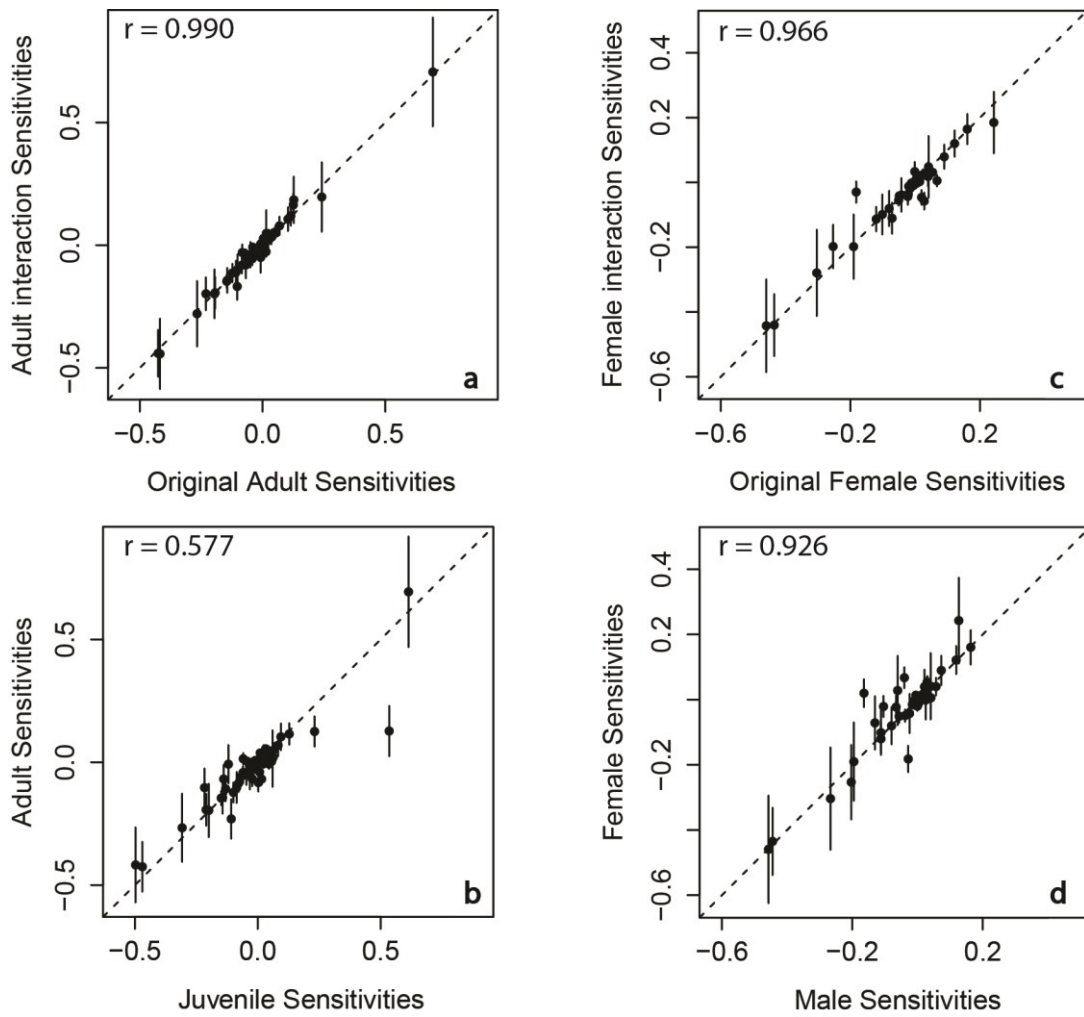 r = 0.990
Adult interaction Sensitivities
0.5
0.0
−0.5
a
−0.5 0.0 0.5
Original Adult Sensitivities
r = 0.966
Female interaction Sensitivities
0.4
0.2
−0.2
−0.6
c
−0.6 −0.2 0.2
Original Female Sensitivities
r = 0.577
Adult Sensitivities
0.5
0.0
−0.5
b
−0.5 0.0 0.5
Juvenile Sensitivities
r = 0.926
Female Sensitivities
0.4
0.2
−0.2
−0.6
d
−0.6 −0.2 0.2
Male Sensitivities